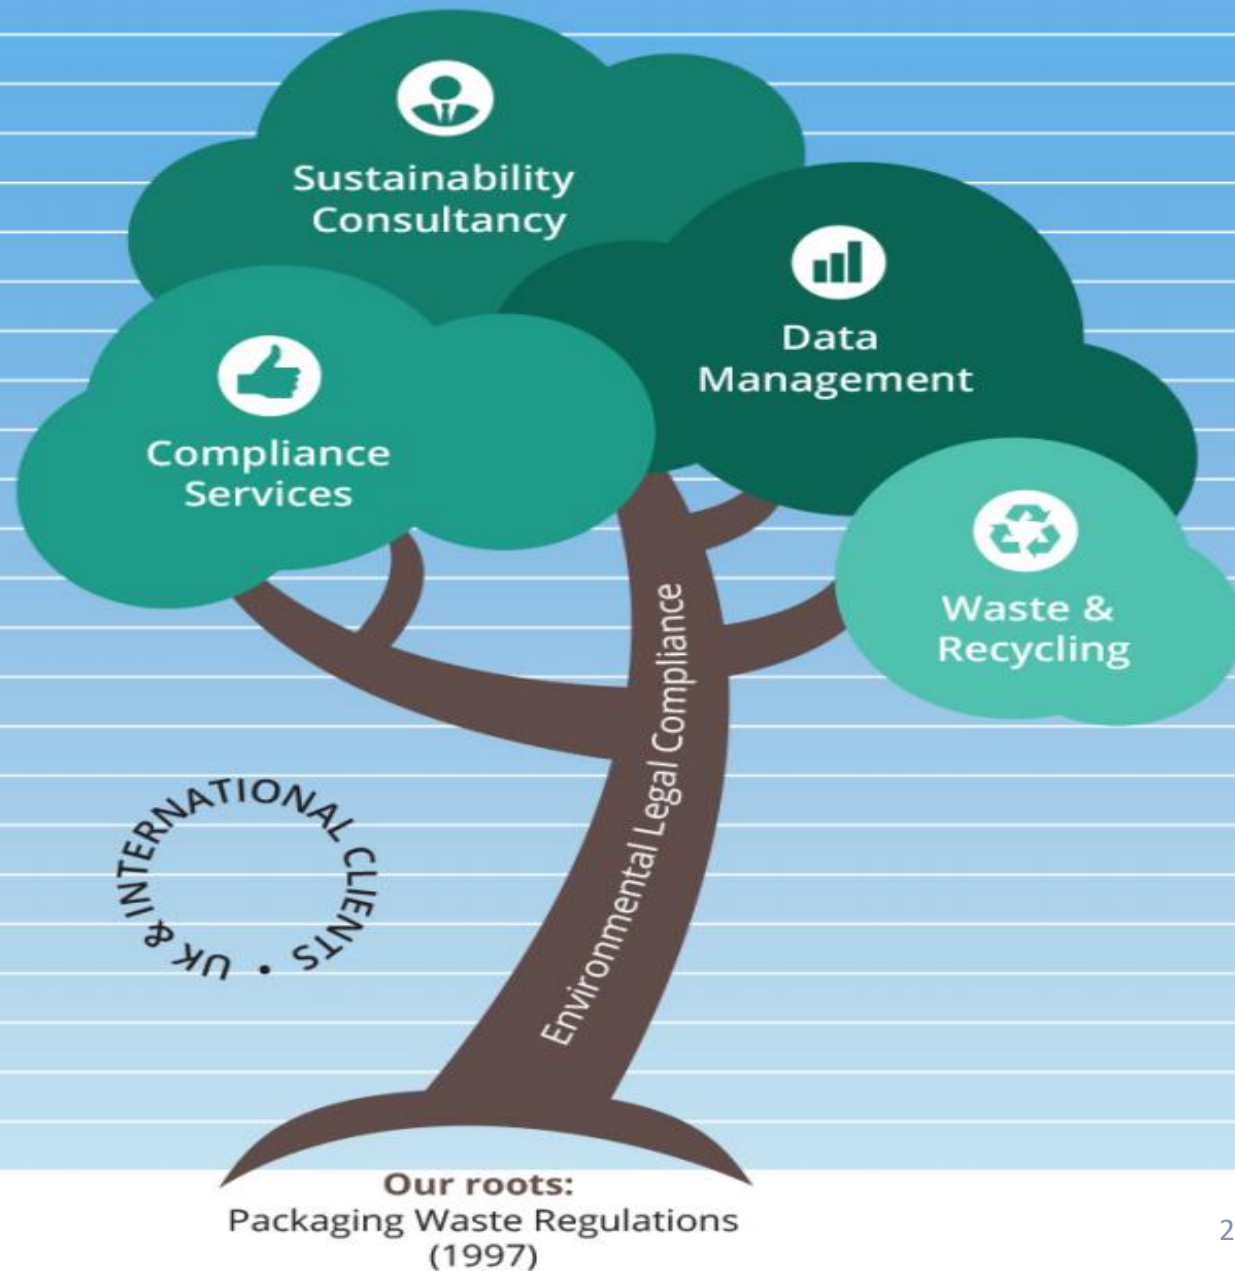 Sustainability
Consultancy
Data
Management
Compliance
Services
Waste &
Recycling
Environmental Legal Compliance
UK & INTERNATIONAL CLIENTS •
Our roots:
Packaging Waste Regulations
(1997)
2